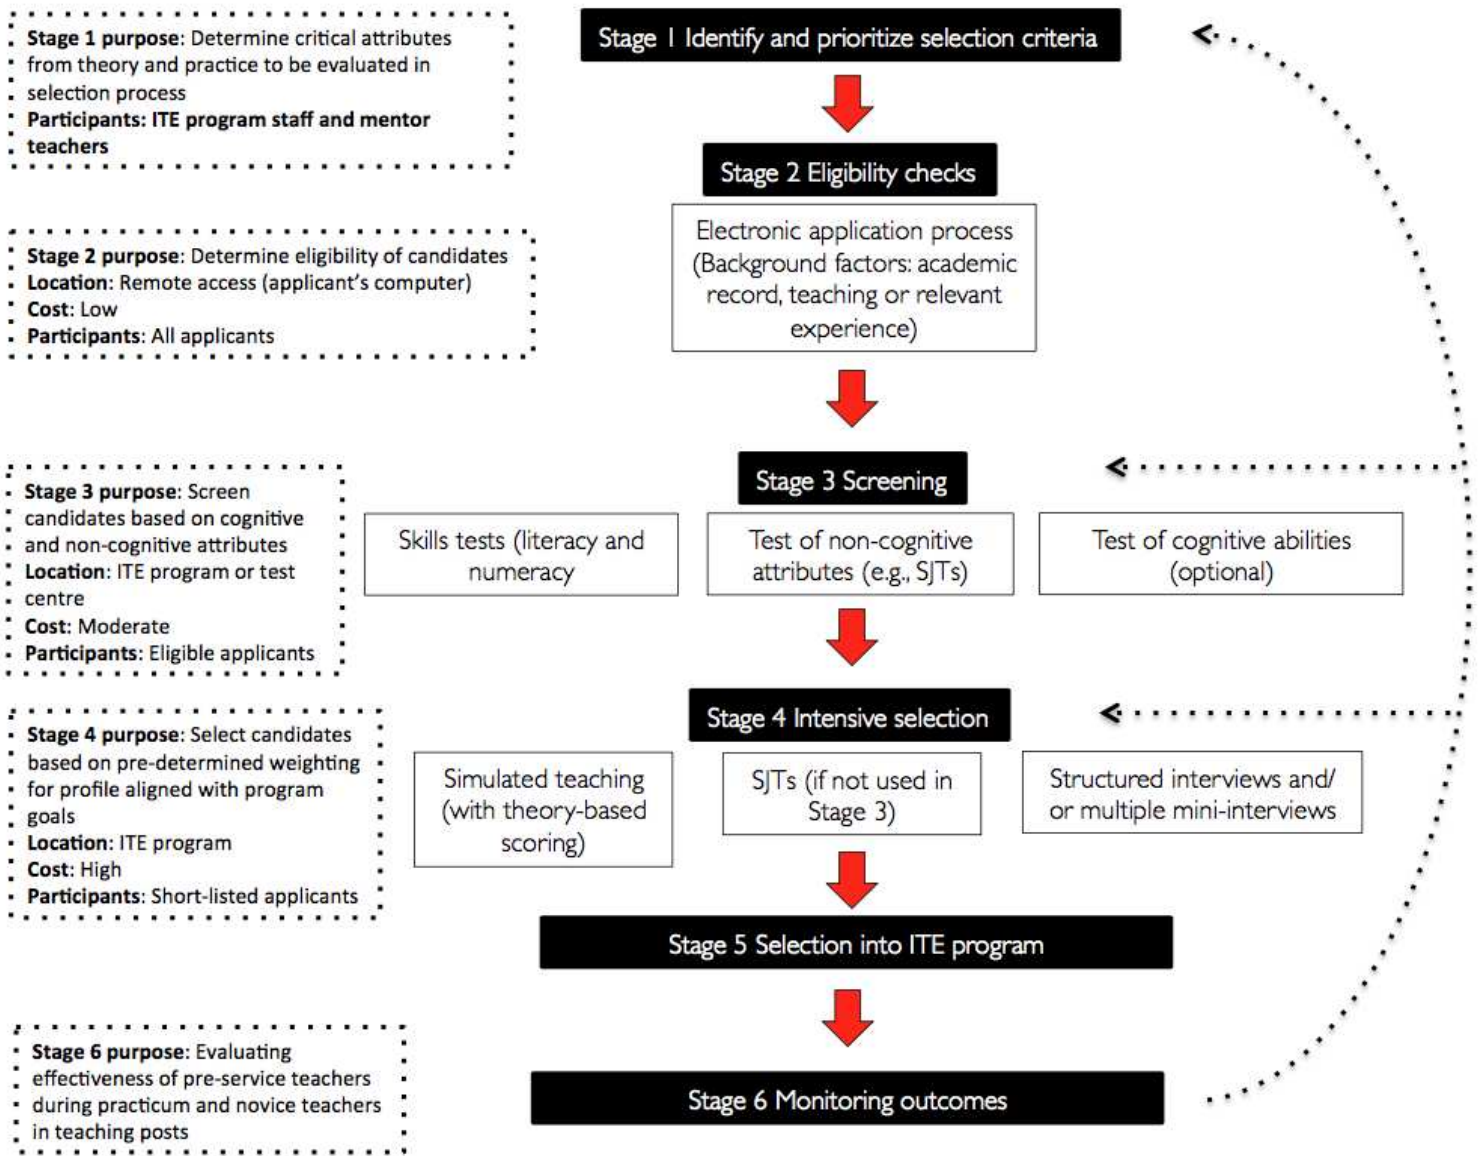 Stage 1 purpose: Determine critical attributes
from theory and practice to be evaluated in
selection process
Participants: ITE program staff and mentor
teachers
Stage 1 Identify and prioritize selection criteria
Stage 2 Eligibility checks
Electronic application process
(Background factors: academic
record, teaching or relevant
experience)
Stage 2 purpose: Determine eligibility of candidates
Location: Remote access (applicant's computer)
Cost: Low
Participants: All applicants
Stage 3 Screening
Stage 3 purpose: Screen
candidates based on cognitive
and non-cognitive attributes
Location: ITE program or test
centre
Cost: Moderate
Participants: Eligible applicants
Skills tests (literacy and
numeracy
Test of non-cognitive
attributes (e.g., SJTs)
Test of cognitive abilities
(optional)
Stage 4 Intensive selection
Stage 4 purpose: Select candidates
based on pre-determined weighting
for profile aligned with program
goals
Location: ITE program
Cost: High
Participants: Short-listed applicants
Simulated teaching
(with theory-based
scoring)
SJTs (if not used in
Stage 3)
Structured interviews and/
or multiple mini-interviews
Stage 5 Selection into ITE program
Stage 6 purpose: Evaluating
effectiveness of pre-service teachers
during practicum and novice teachers
in teaching posts
Stage 6 Monitoring outcomes